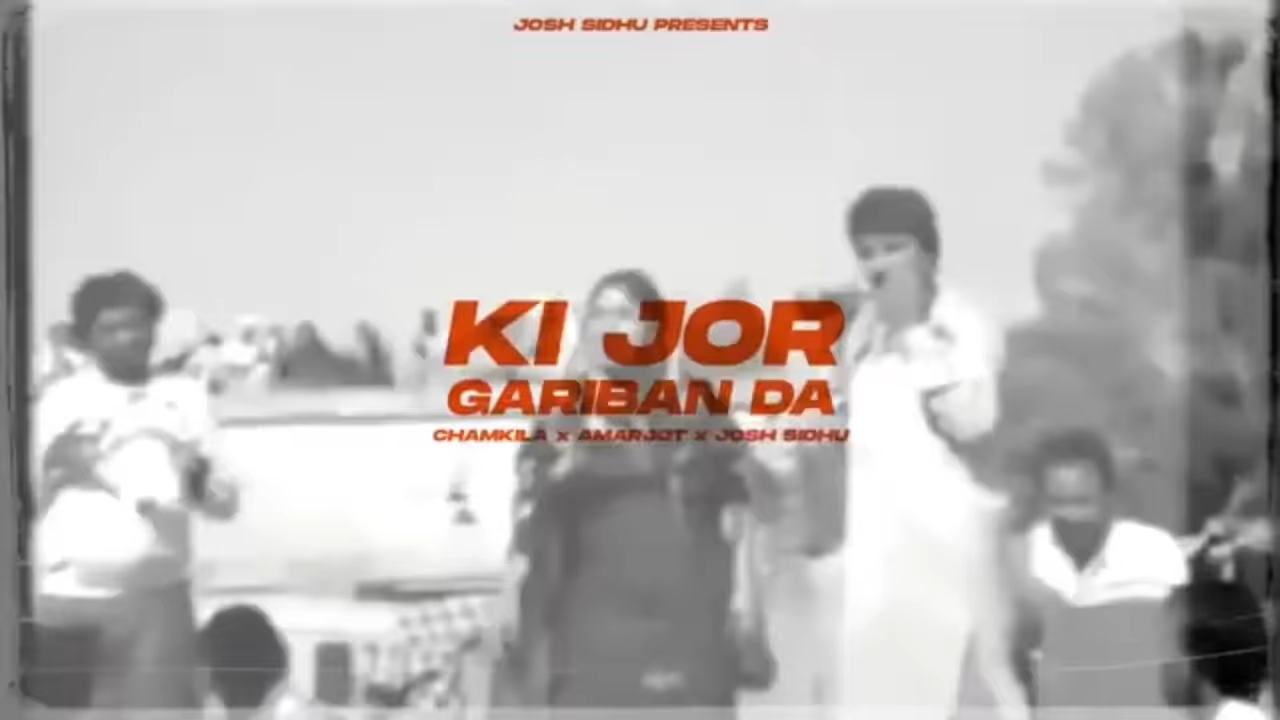 JOSH SIDHU PRESENTS
KI JOR
GARIBAN DA
CHAMKILA x AMARJOT x JOSH SIDHU